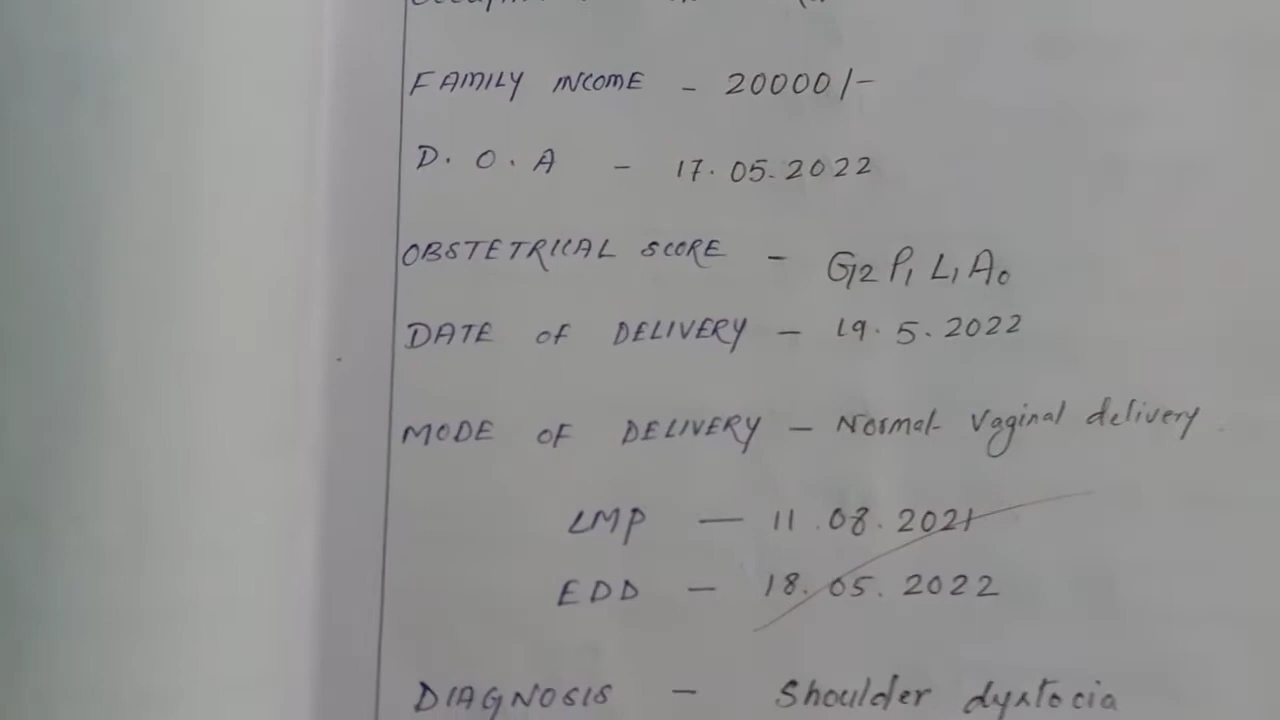 FAMILY INCOME - 20000/-
D.O.A - 17.05.2022
OBSTETRICAL SCORE - G2 P1 L1 A0
DATE OF DELIVERY - 19.5.2022
MODE OF DELIVERY - Normal Vaginal delivery
LMP - 11.08.2021
EDD - 18.05.2022
DIAGNOSIS - Shoulder dystocia